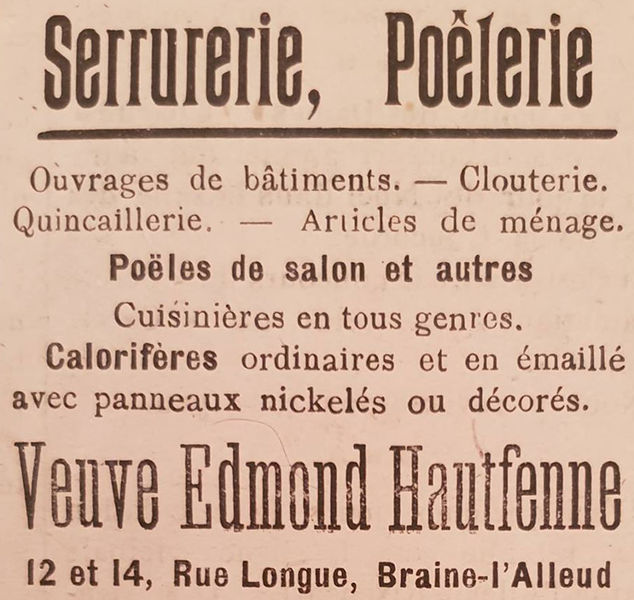 Serrurerie, Poêlerie
Ouvrages de bâtiments. — Clouterie.
Quincaillerie. — Articles de ménage.
Poëles de salon et autres
Cuisinières en tous genres.
Calorifères ordinaires et en émaillé
avec panneaux nickelés ou décorés.
Veuve Edmond Hautfenne
12 et 14, Rue Longue, Braine-l'Alleud